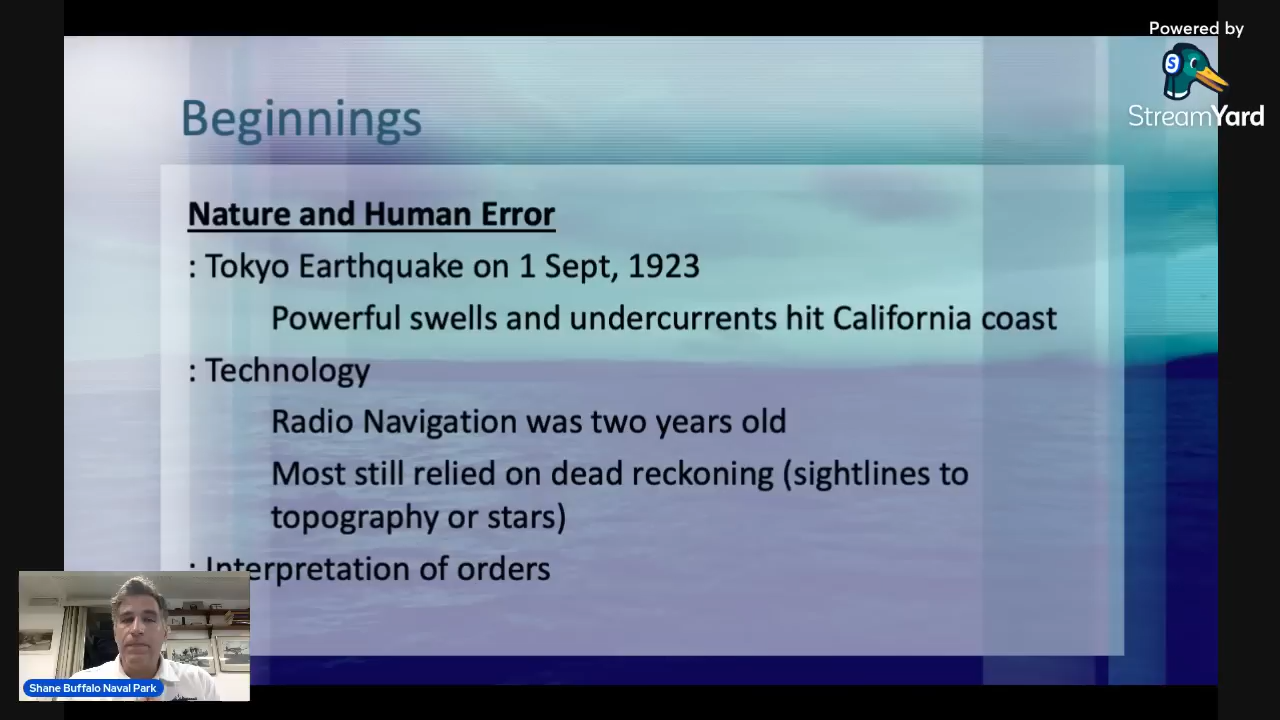 Powered by
StreamYard
Beginnings
Nature and Human Error
: Tokyo Earthquake on 1 Sept, 1923
Powerful swells and undercurrents hit California coast
: Technology
Radio Navigation was two years old
Most still relied on dead reckoning (sightlines to
topography or stars)
: Interpretation of orders
Shane Buffalo Naval Park